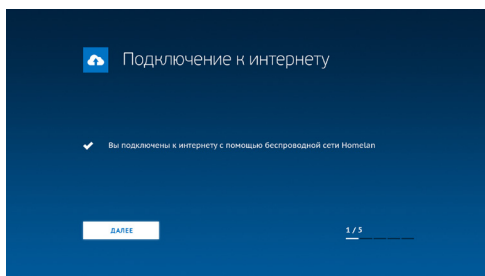 Подключение к интернету
Вы подключены к интернету с помощью беспроводной сети Homelan
ДАЛЕЕ
1 / 5